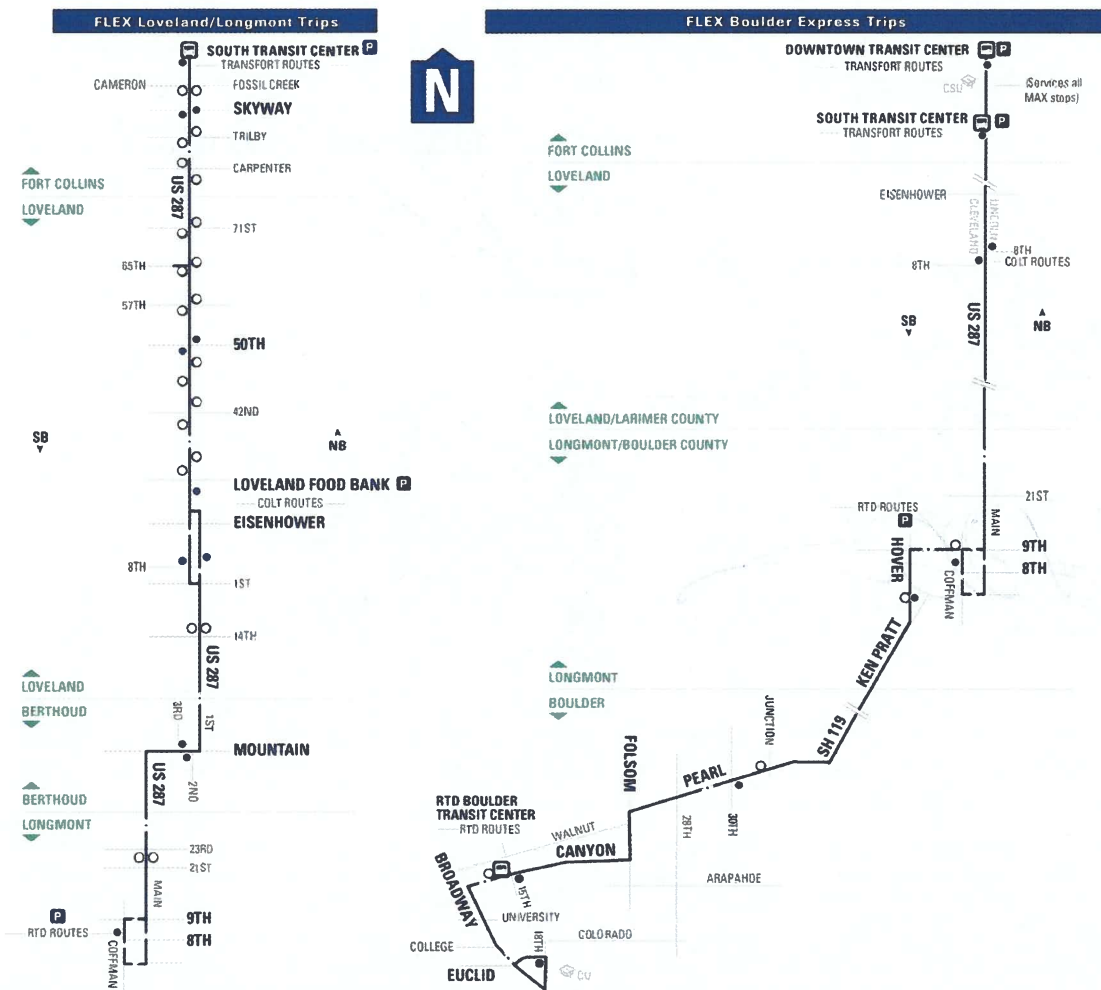 FLEX Loveland/Longmont Trips
SOUTH TRANSIT CENTER P
TRANSFORT ROUTES
CAMERON
FOSSIL CREEK
SKYWAY
TRILBY
CARPENTER
FORT COLLINS
LOVELAND
US 287
71ST
65TH
57TH
50TH
42ND
SB
NB
LOVELAND FOOD BANK P
COLT ROUTES
EISENHOWER
8TH
1ST
14TH
US 287
LOVELAND
BERTHOUD
3RD
1ST
MOUNTAIN
US 287
2ND
BERTHOUD
LONGMONT
23RD
21ST
MAIN
P
9TH
RTD ROUTES
8TH
COFFMAN
N
FLEX Boulder Express Trips
DOWNTOWN TRANSIT CENTER P
TRANSFORT ROUTES
CSU
(Services all
MAX stops)
SOUTH TRANSIT CENTER P
TRANSFORT ROUTES
FORT COLLINS
LOVELAND
EISENHOWER
CLEVELAND
LINCOLN
8TH
8TH
COLT ROUTES
SB
US 287
NB
LOVELAND/LARIMER COUNTY
LONGMONT/BOULDER COUNTY
21ST
RTD ROUTES
P
MAIN
HOVER
9TH
8TH
COFFMAN
KEN PRATT
LONGMONT
BOULDER
JUNCTION
SH 119
FOLSOM
PEARL
28TH
30TH
RTD BOULDER
TRANSIT CENTER
RTD ROUTES
WALNUT
CANYON
BROADWAY
15TH
ARAPAHOE
UNIVERSITY
18TH
COLORADO
COLLEGE
EUCLID
CU